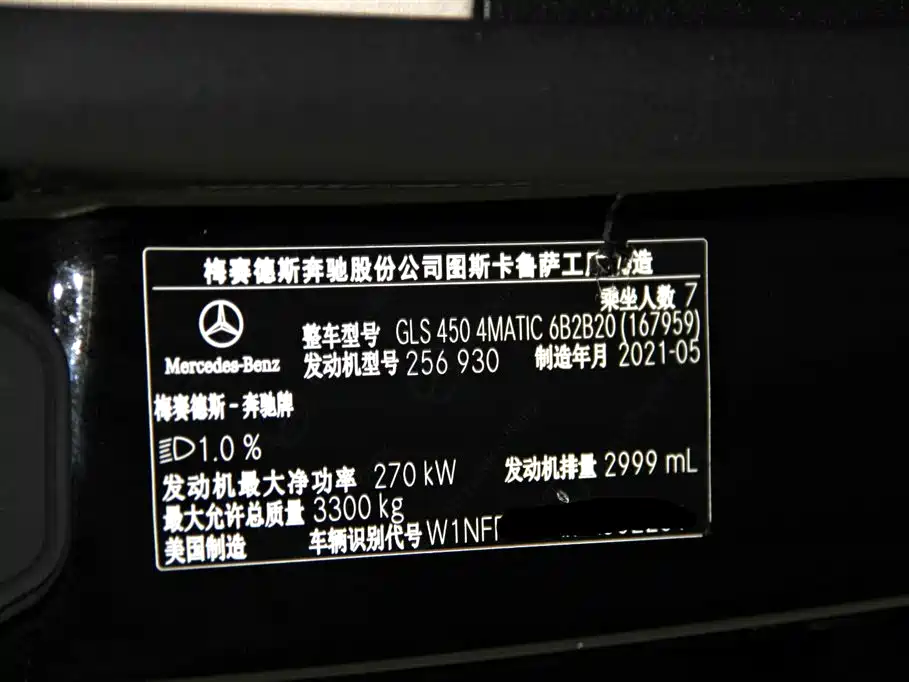 梅赛德斯奔驰股份公司图斯卡鲁萨工厂 造
乘坐人数 7
Mercedes-Benz
整车型号 GLS 450 4MATIC 6B2B20 (167959)
发动机型号 256 930 制造年月 2021-05
梅赛德斯-奔驰牌
1.0 %
发动机最大净功率 270 kW 发动机排量 2999 mL
最大允许总质量 3300 kg
美国制造 车辆识别代号 W1NF